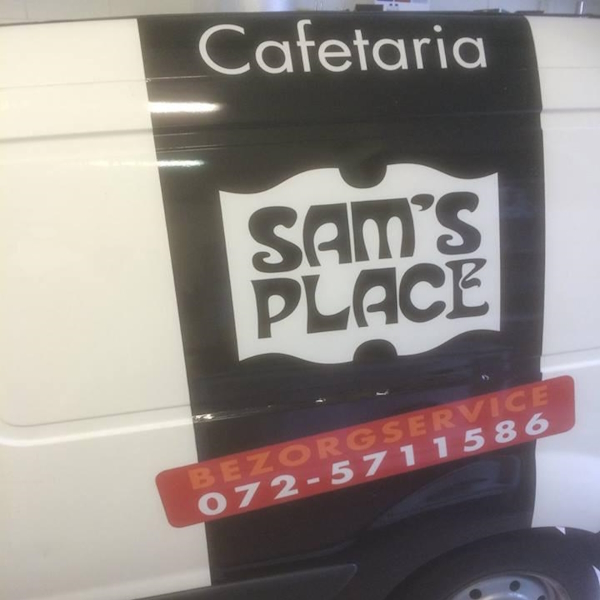 Cafetaria
SAM'S
PLACE
BEZORGSERVICE
072-5711586